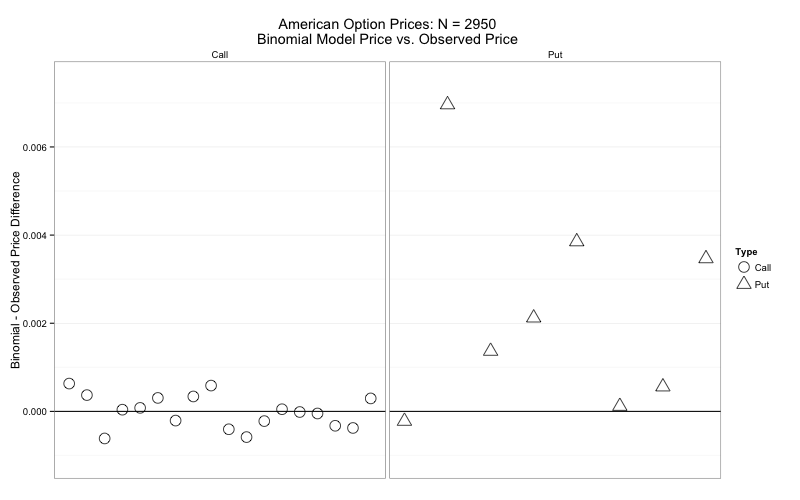 American Option Prices: N = 2950
Binomial Model Price vs. Observed Price
Call
Put
Binomial - Observed Price Difference
0.006
0.004
0.002
0.000
Type
Call
Put